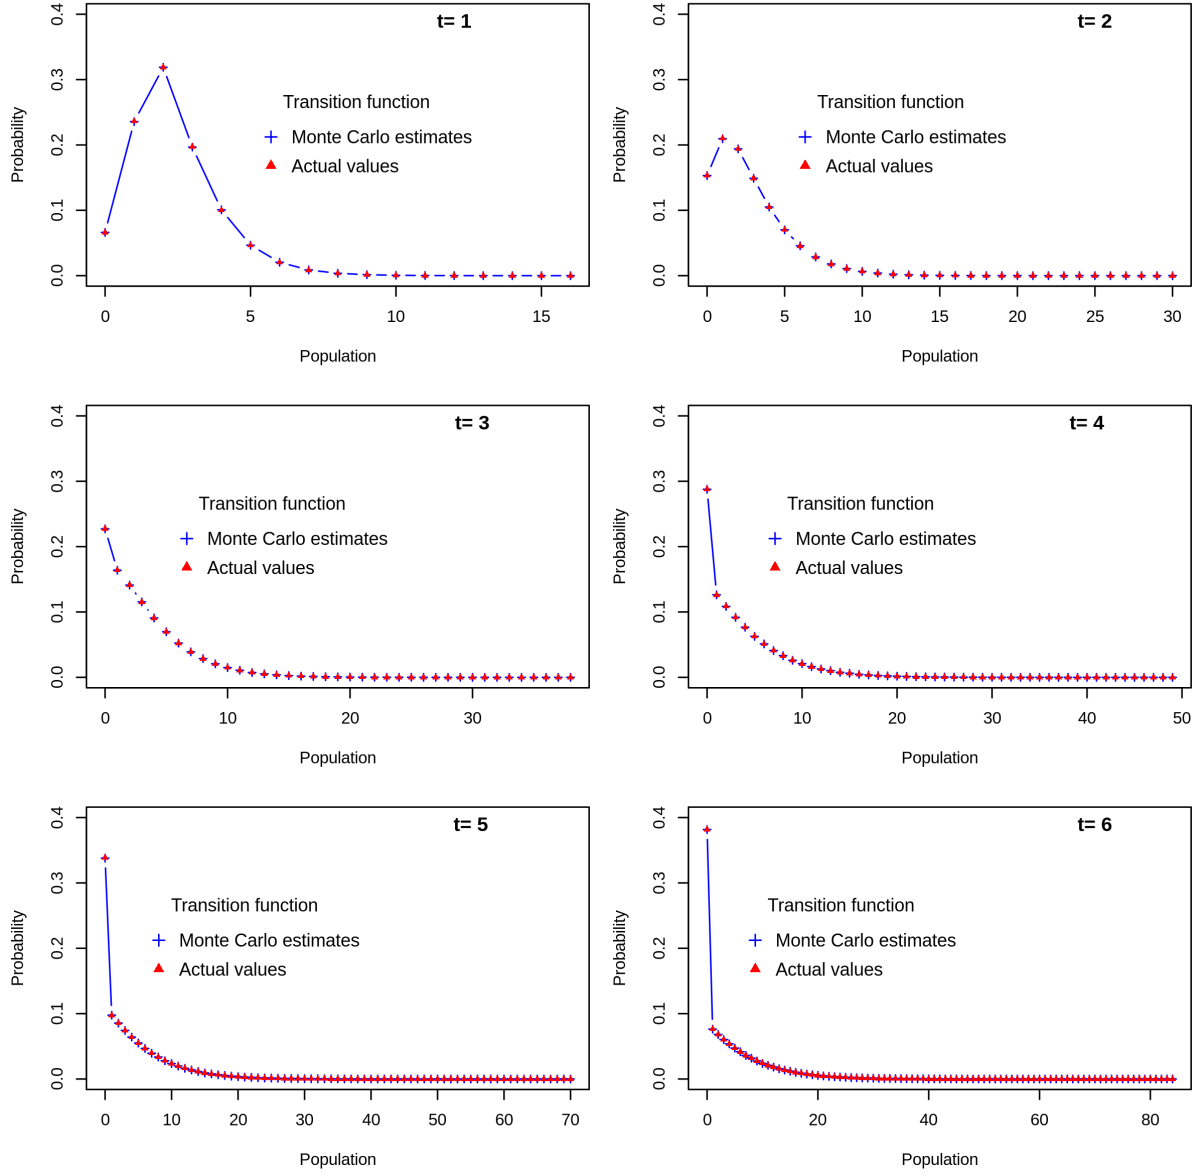 t= 1
0.4
0.3
0.2
0.1
0.0
Probability
Transition function
Monte Carlo estimates
Actual values
0 5 10 15
Population
t= 2
0.4
0.3
0.2
0.1
0.0
Probability
Transition function
Monte Carlo estimates
Actual values
0 5 10 15 20 25 30
Population
t= 3
0.4
0.3
0.2
0.1
0.0
Probability
Transition function
Monte Carlo estimates
Actual values
0 10 20 30
Population
t= 4
0.4
0.3
0.2
0.1
0.0
Probability
Transition function
Monte Carlo estimates
Actual values
0 10 20 30 40 50
Population
t= 5
0.4
0.3
0.2
0.1
0.0
Probability
Transition function
Monte Carlo estimates
Actual values
0 10 20 30 40 50 60 70
Population
t= 6
0.4
0.3
0.2
0.1
0.0
Probability
Transition function
Monte Carlo estimates
Actual values
0 20 40 60 80
Population